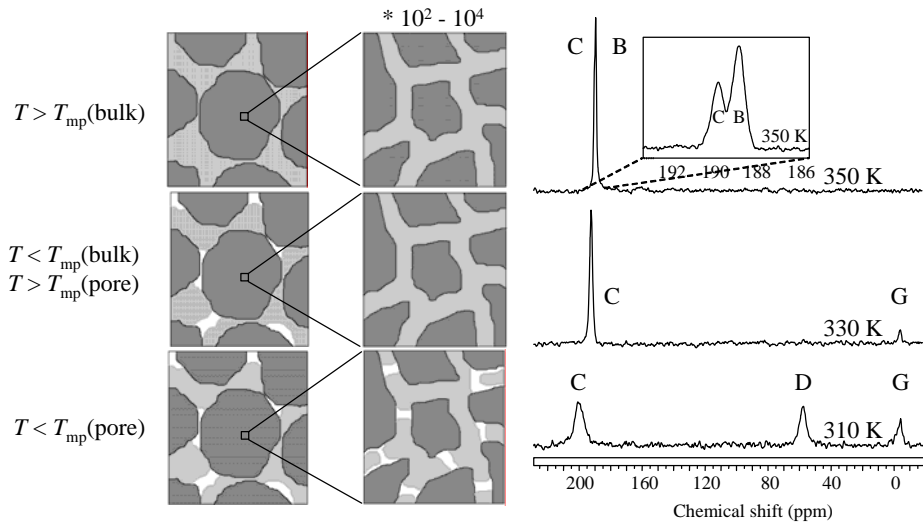 * 10² - 10⁴
T > Tmp(bulk)
T < Tmp(bulk)
T > Tmp(pore)
T < Tmp(pore)
C B
C B
350 K
192 190 188 186
350 K
C
G
330 K
C D G
310 K
200 160 120 80 40 0
Chemical shift (ppm)